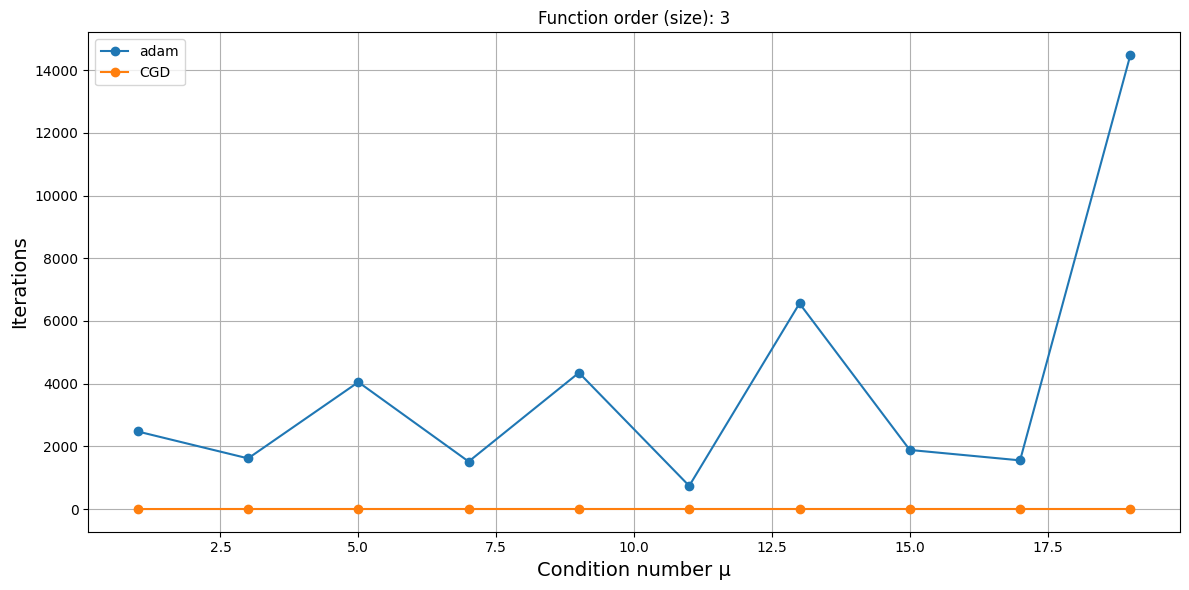 Function order (size): 3
adam
CGD
14000
12000
10000
8000
6000
4000
2000
0
Iterations
2.5 5.0 7.5 10.0 12.5 15.0 17.5
Condition number μ